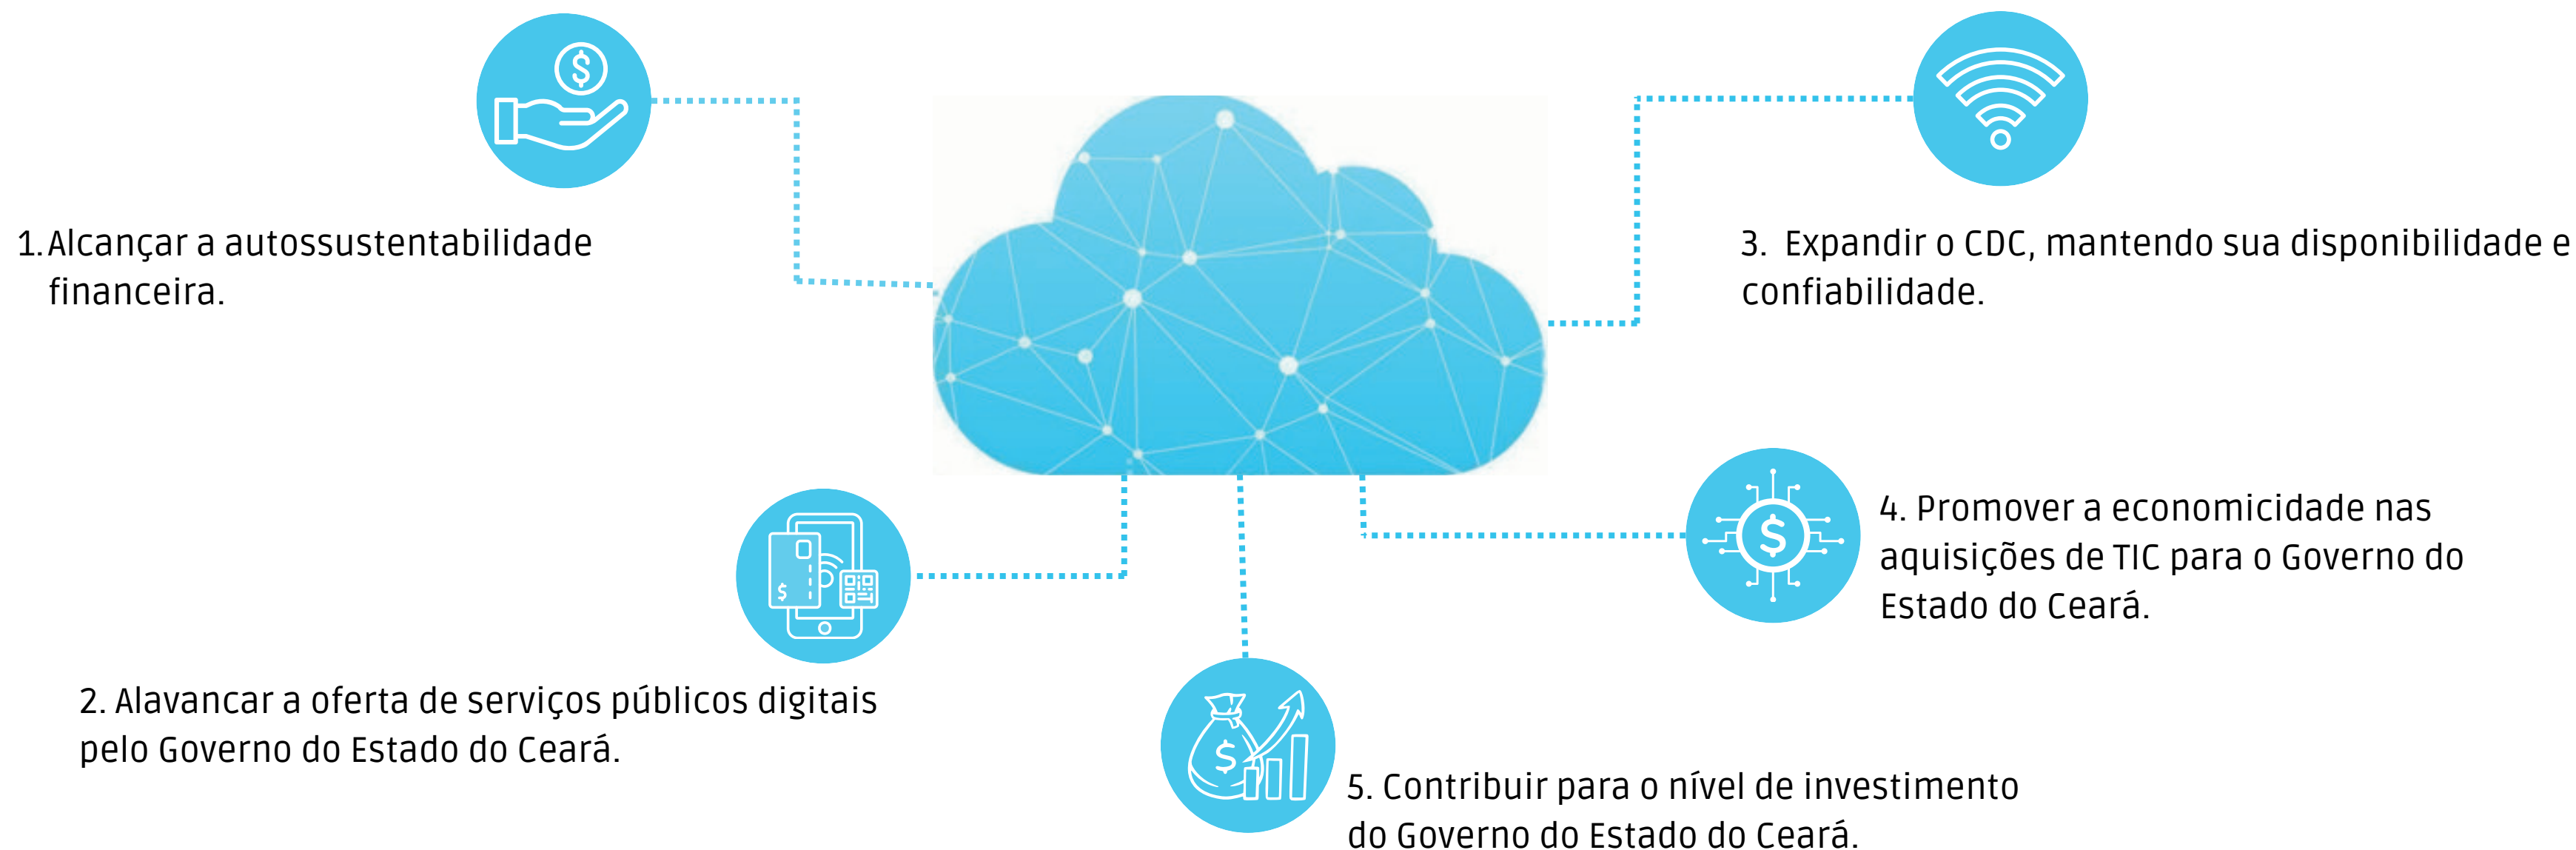 1. Alcançar a autossustentabilidade
financeira.
2. Alavancar a oferta de serviços públicos digitais
pelo Governo do Estado do Ceará.
3. Expandir o CDC, mantendo sua disponibilidade e
confiabilidade.
4. Promover a economicidade nas
aquisições de TIC para o Governo do
Estado do Ceará.
5. Contribuir para o nível de investimento
do Governo do Estado do Ceará.